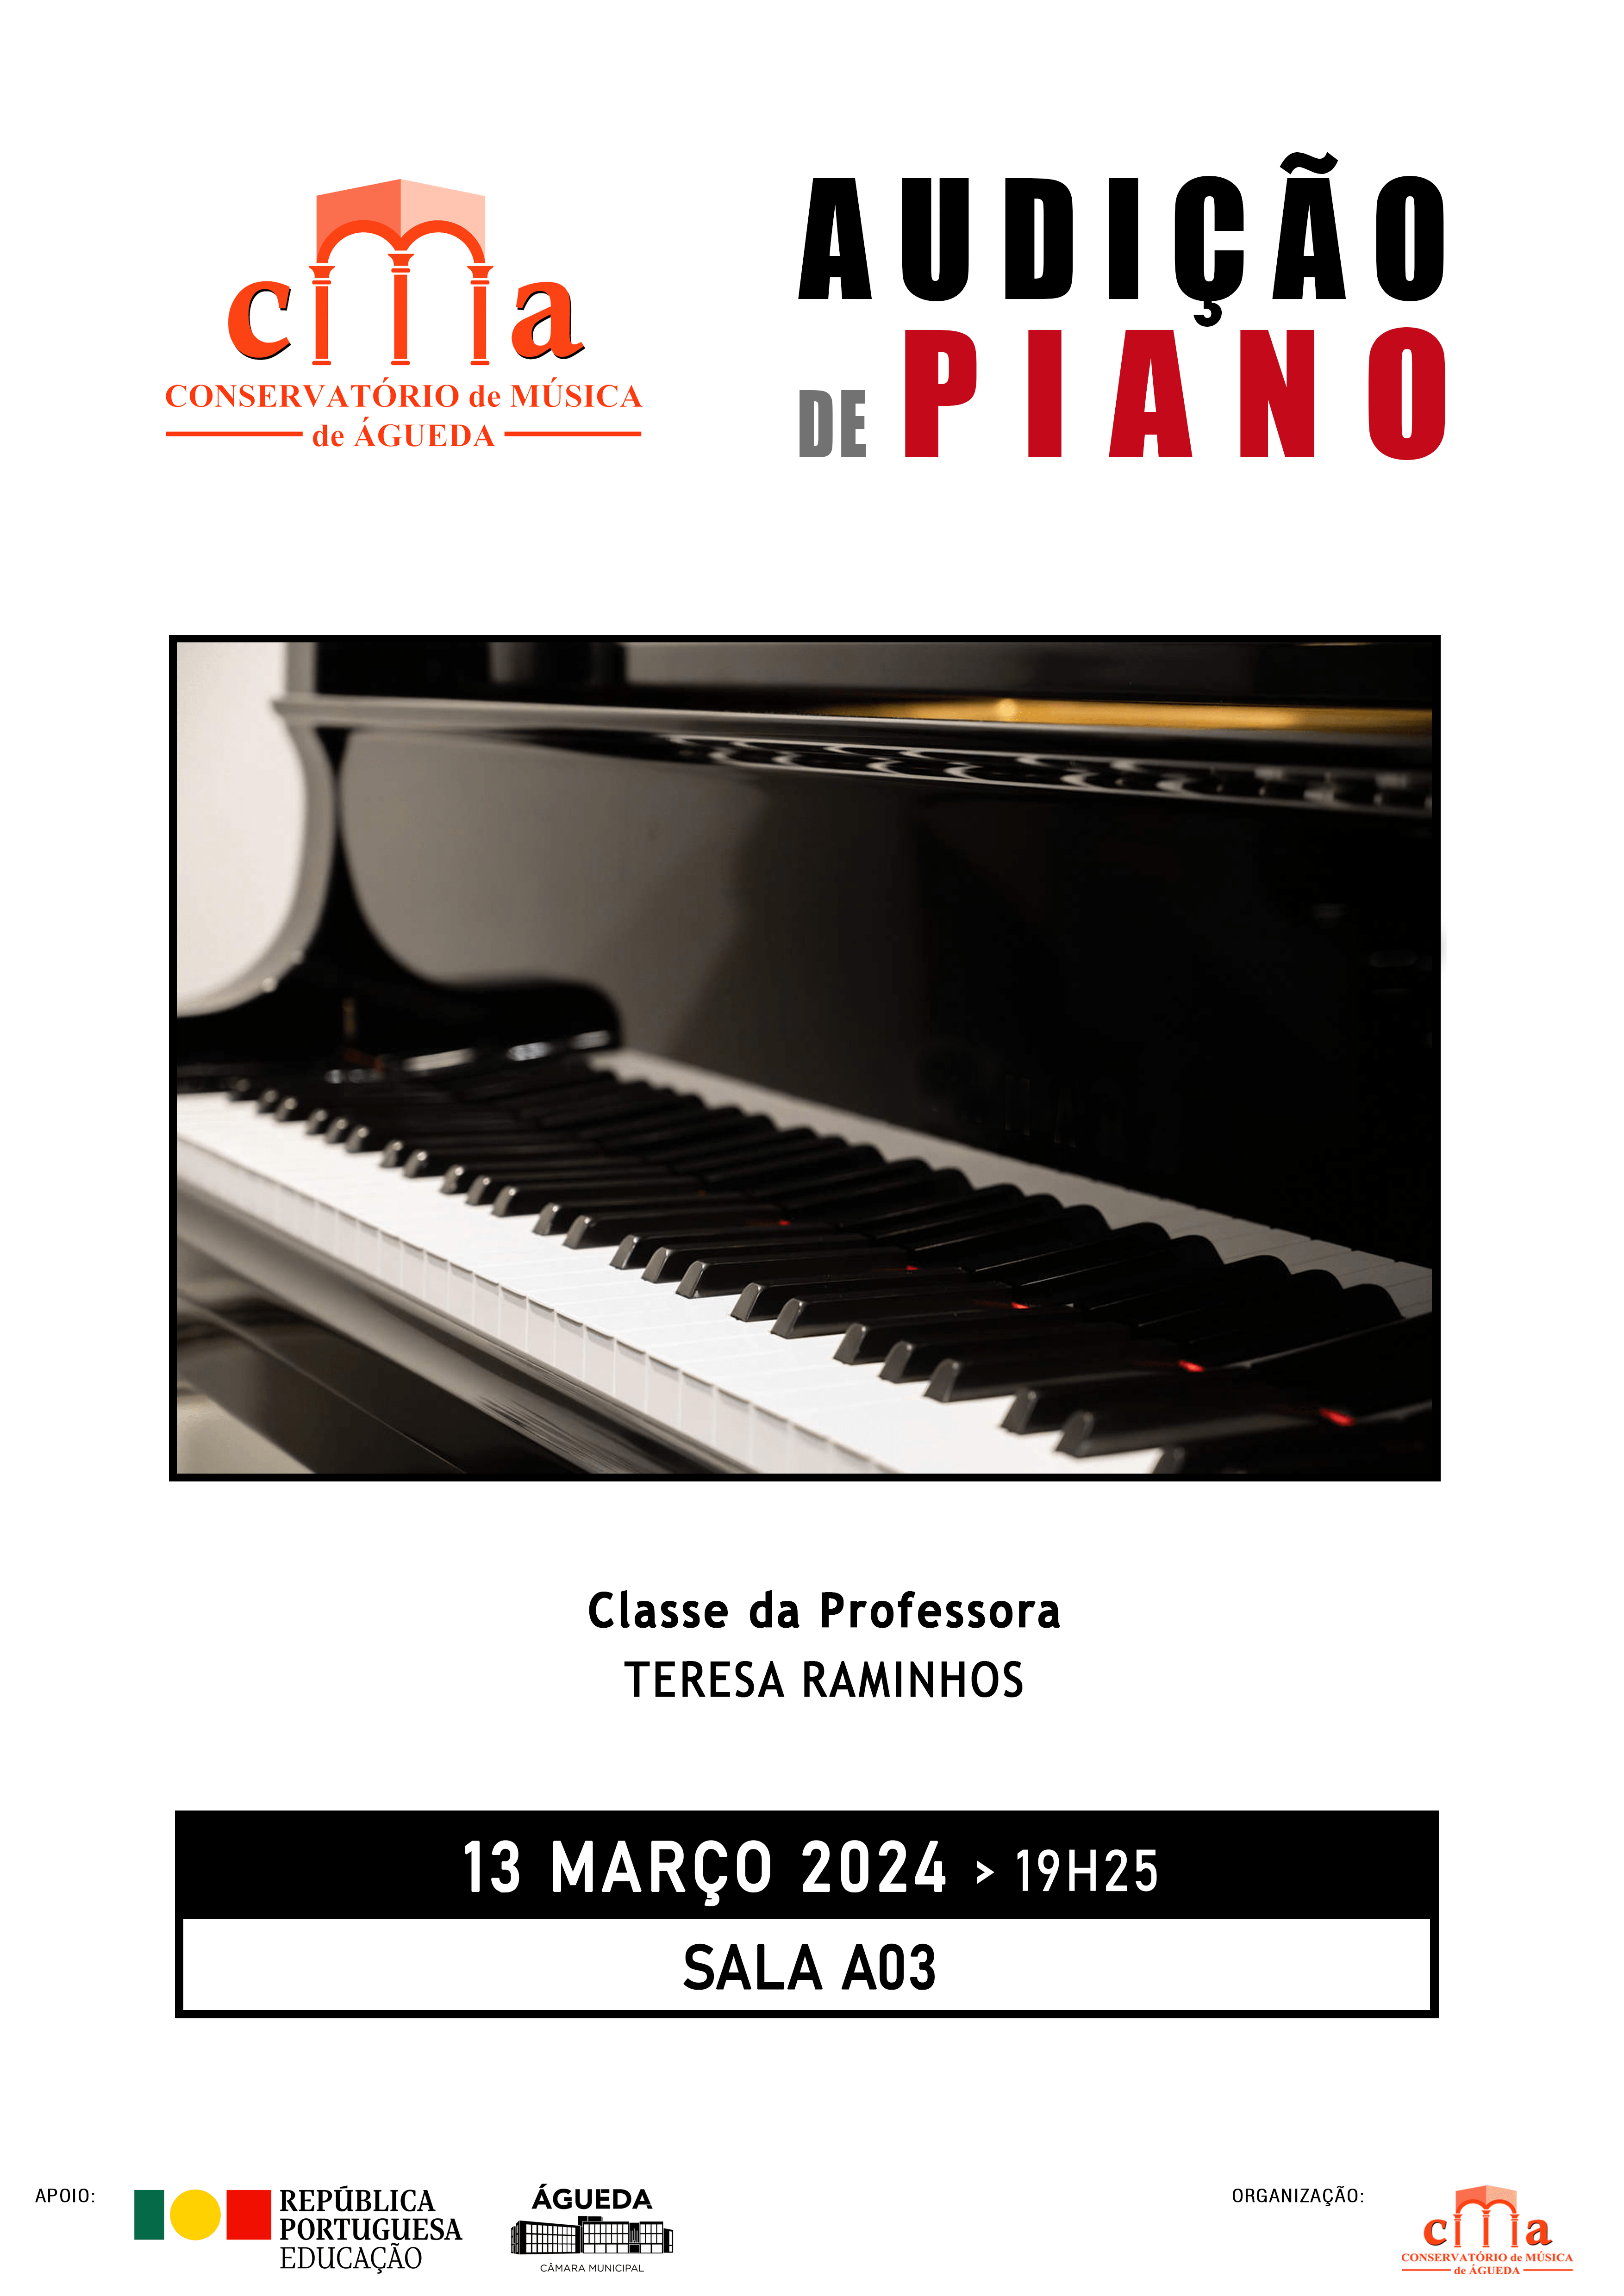 cma
CONSERVATÓRIO de MÚSICA
de ÁGUEDA
AUDIÇÃO
DE PIANO
Classe da Professora
TERESA RAMINHOS
13 MARÇO 2024 > 19H25
SALA A03
APOIO:
REPÚBLICA
PORTUGUESA
EDUCAÇÃO
ÁGUEDA
CÂMARA MUNICIPAL
ORGANIZAÇÃO:
cma
CONSERVATÓRIO de MÚSICA
de ÁGUEDA